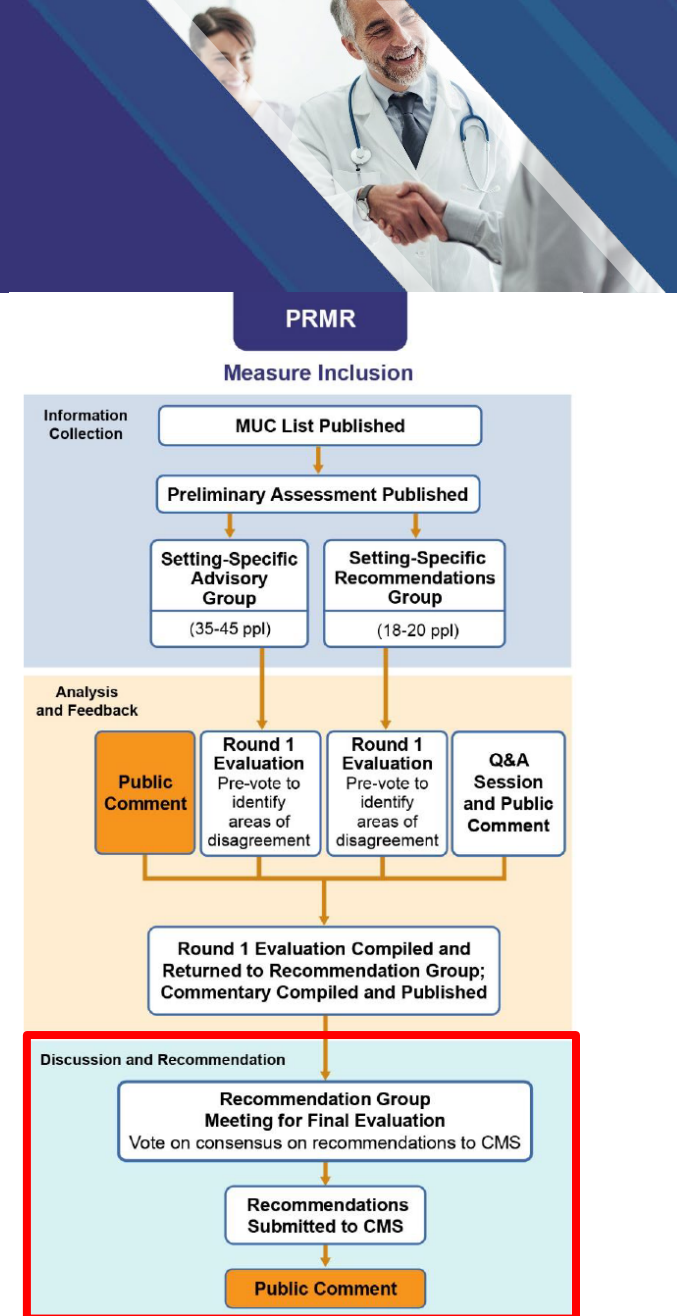 PRMR
Measure Inclusion
Information
Collection
MUC List Published
Preliminary Assessment Published
Setting-Specific
Advisory
Group
(35-45 ppl)
Setting-Specific
Recommendations
Group
(18-20 ppl)
Analysis
and Feedback
Public
Comment
Round 1
Evaluation
Pre-vote to
identify
areas of
disagreement
Round 1
Evaluation
Pre-vote to
identify
areas of
disagreement
Q&A
Session
and Public
Comment
Round 1 Evaluation Compiled and
Returned to Recommendation Group;
Commentary Compiled and Published
Discussion and Recommendation
Recommendation Group
Meeting for Final Evaluation
Vote on consensus on recommendations to CMS
Recommendations
Submitted to CMS
Public Comment